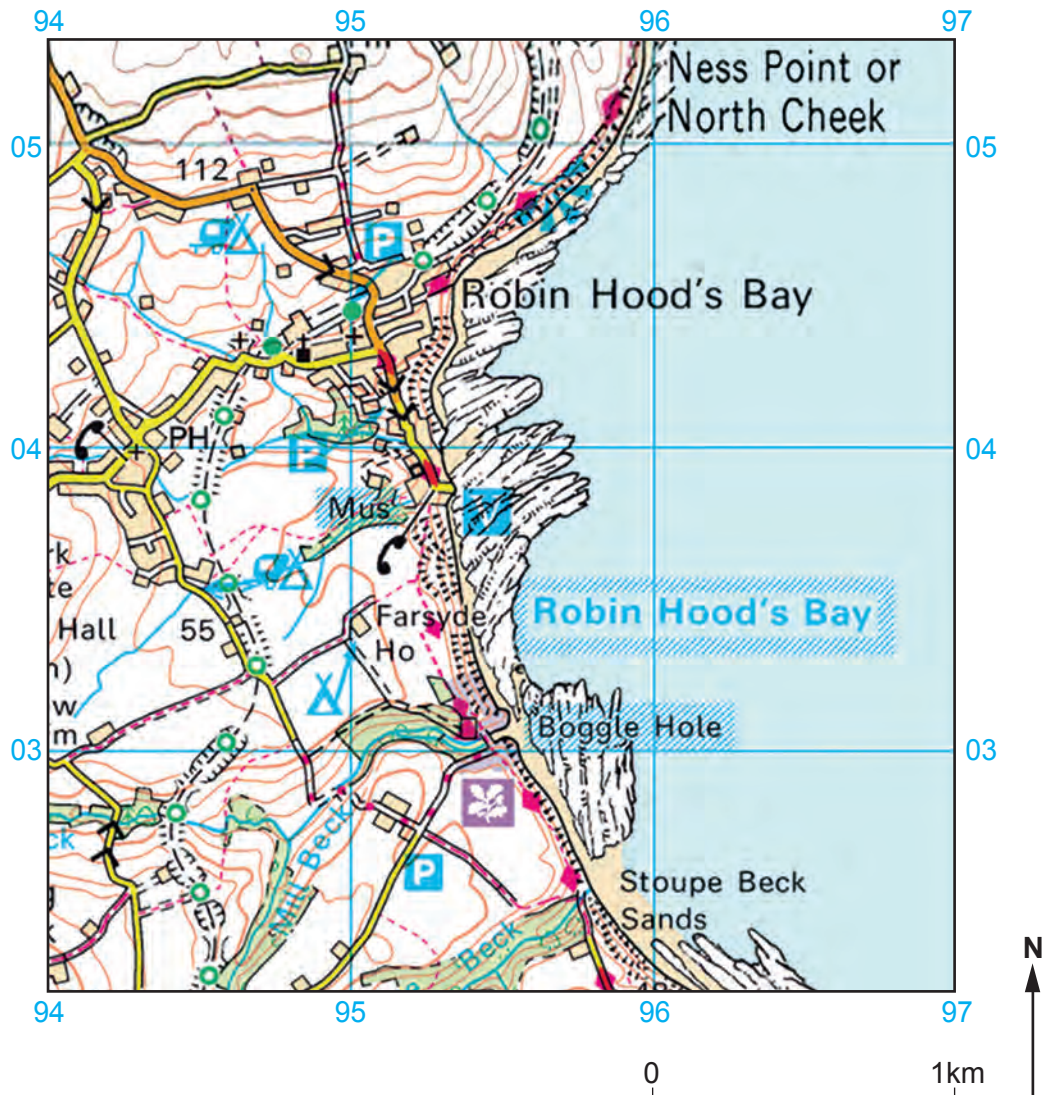 94 95 96 97
Ness Point or
North Cheek
05 05
112
P
Robin Hood's Bay
04 04
PH
P
Mus
V
Robin Hood's Bay
Hall 55
Farsyde
Ho
Boggle Hole
03 03
Mill Beck
P
Stoupe Beck
Sands
Beck
N
94 95 96 97
0 1km